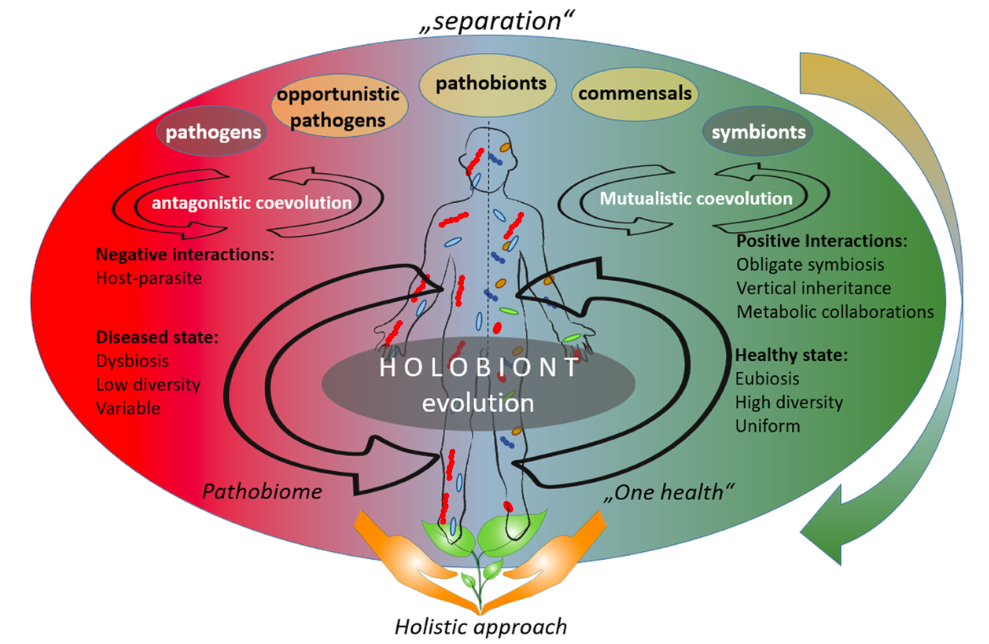 „separation“
pathobionts
opportunistic
pathogens
commensals
pathogens
symbionts
antagonistic coevolution
Mutualistic coevolution
Negative interactions:
Host-parasite
Positive Interactions:
Obligate symbiosis
Vertical inheritance
Metabolic collaborations
Diseased state:
Dysbiosis
Low diversity
Variable
Healthy state:
Eubiosis
High diversity
Uniform
HOLOBIONT
evolution
Pathobiome
„One health“
Holistic approach